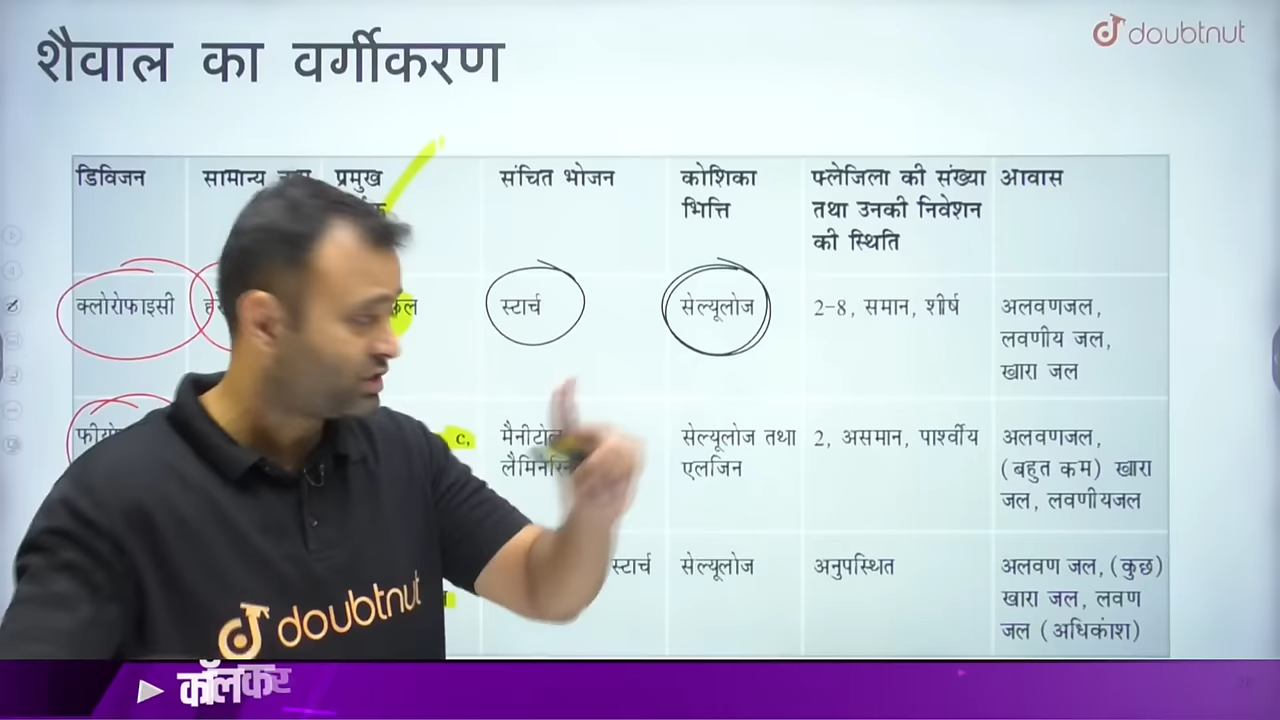 शैवाल का वर्गीकरण
doubtnut
डिविजन
सामान्य
प्रमुख
संचित भोजन
कोशिका
भित्ति
फ्लेजिला की संख्या
तथा उनकी निवेशन
की स्थिति
आवास
क्लोरोफाइसी
स्टार्च
सेल्यूलोज
2-8, समान, शीर्ष
अलवणजल,
लवणीय जल,
खारा जल
c,
मैनीटोल
सेल्यूलोज तथा
एलजिन
2, असमान, पार्श्वीय
अलवणजल,
(बहुत कम) खारा
जल, लवणीयजल
स्टार्च
सेल्यूलोज
अनुपस्थित
अलवण जल, (कुछ)
खारा जल, लवण
जल (अधिकांश)
doubtnut
कॉलकर